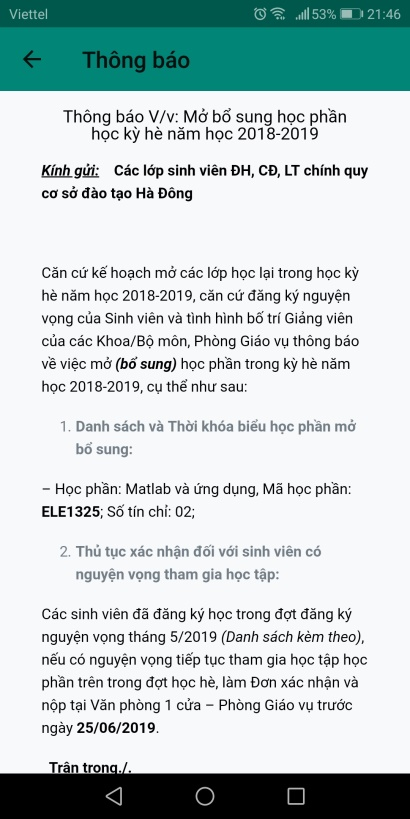 Viettel 53% 21:46
Thông báo
Thông báo V/v: Mở bổ sung học phần
học kỳ hè năm học 2018-2019
Kính gửi: Các lớp sinh viên ĐH, CĐ, LT chính quy
cơ sở đào tạo Hà Đông
Căn cứ kế hoạch mở các lớp học lại trong học kỳ
hè năm học 2018-2019, căn cứ đăng ký nguyện
vọng của Sinh viên và tình hình bố trí Giảng viên
của các Khoa/Bộ môn, Phòng Giáo vụ thông báo
về việc mở (bổ sung) học phần trong kỳ hè năm
học 2018-2019, cụ thể như sau:
1. Danh sách và Thời khóa biểu học phần mở
bổ sung:
– Học phần: Matlab và ứng dụng, Mã học phần:
ELE1325; Số tín chỉ: 02;
2. Thủ tục xác nhận đối với sinh viên có
nguyện vọng tham gia học tập:
Các sinh viên đã đăng ký học trong đợt đăng ký
nguyện vọng tháng 5/2019 (Danh sách kèm theo),
nếu có nguyện vọng tiếp tục tham gia học tập học
phần trên trong đợt học hè, làm Đơn xác nhận và
nộp tại Văn phòng 1 cửa – Phòng Giáo vụ trước
ngày 25/06/2019.
Trân trọng./.